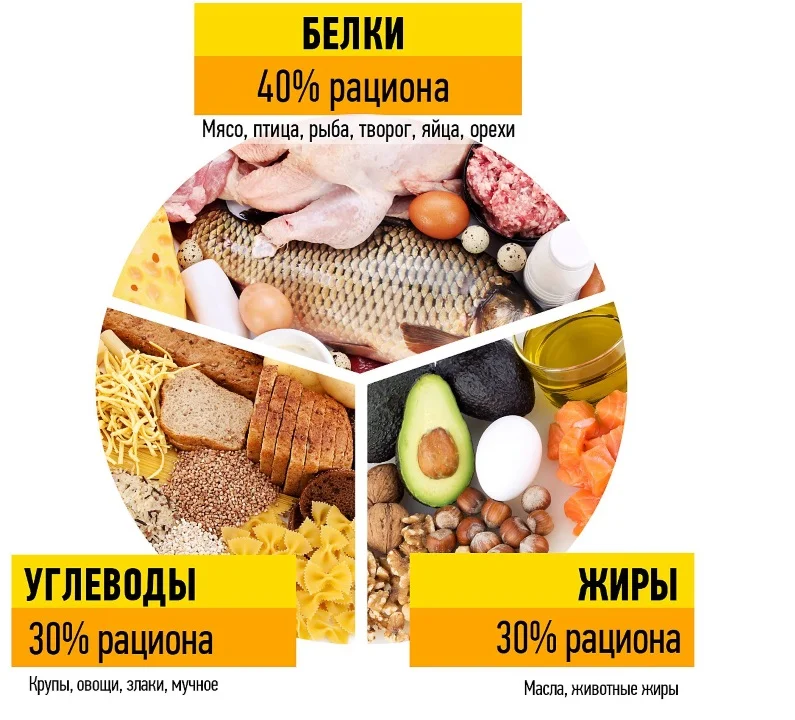 БЕЛКИ
40% рациона
Мясо, птица, рыба, творог, яйца, орехи
УГЛЕВОДЫ
30% рациона
Крупы, овощи, злаки, мучное
ЖИРЫ
30% рациона
Масла, животные жиры